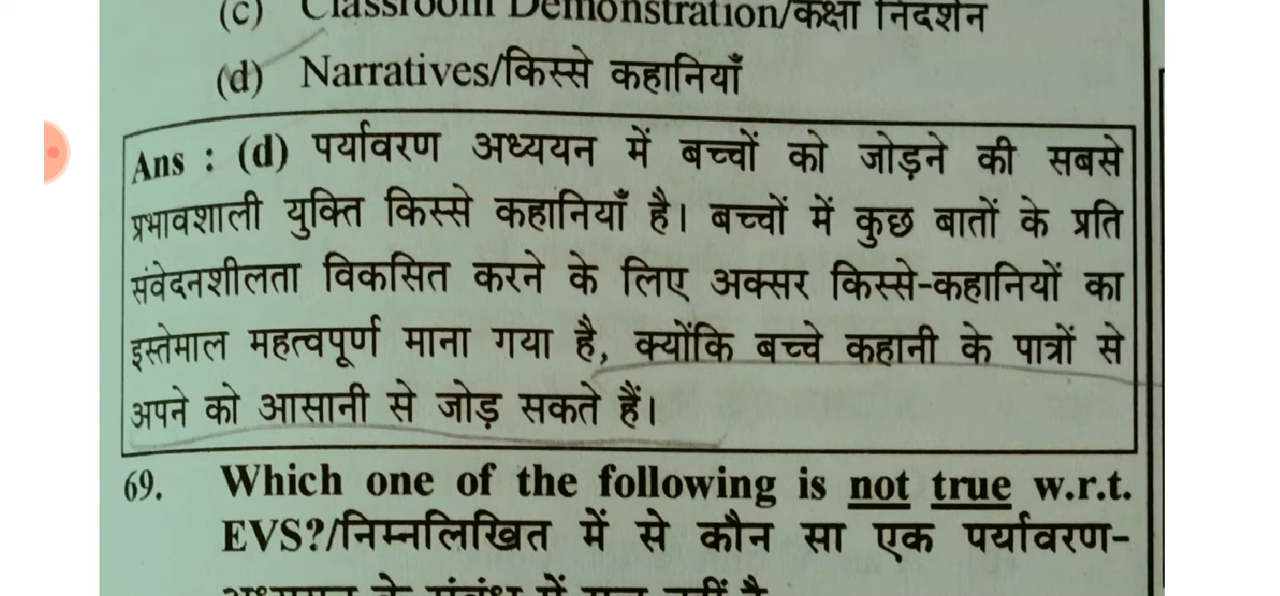 (c) Classroom Demonstration/कक्षा निदर्शन
(d) Narratives/किस्से कहानियाँ
Ans : (d) पर्यावरण अध्ययन में बच्चों को जोड़ने की सबसे
प्रभावशाली युक्ति किस्से कहानियाँ है। बच्चों में कुछ बातों के प्रति
संवेदनशीलता विकसित करने के लिए अक्सर किस्से-कहानियों का
इस्तेमाल महत्वपूर्ण माना गया है, क्योंकि बच्चे कहानी के पात्रों से
अपने को आसानी से जोड़ सकते हैं।
69. Which one of the following is not true w.r.t.
EVS?/निम्नलिखित में से कौन सा एक पर्यावरण-